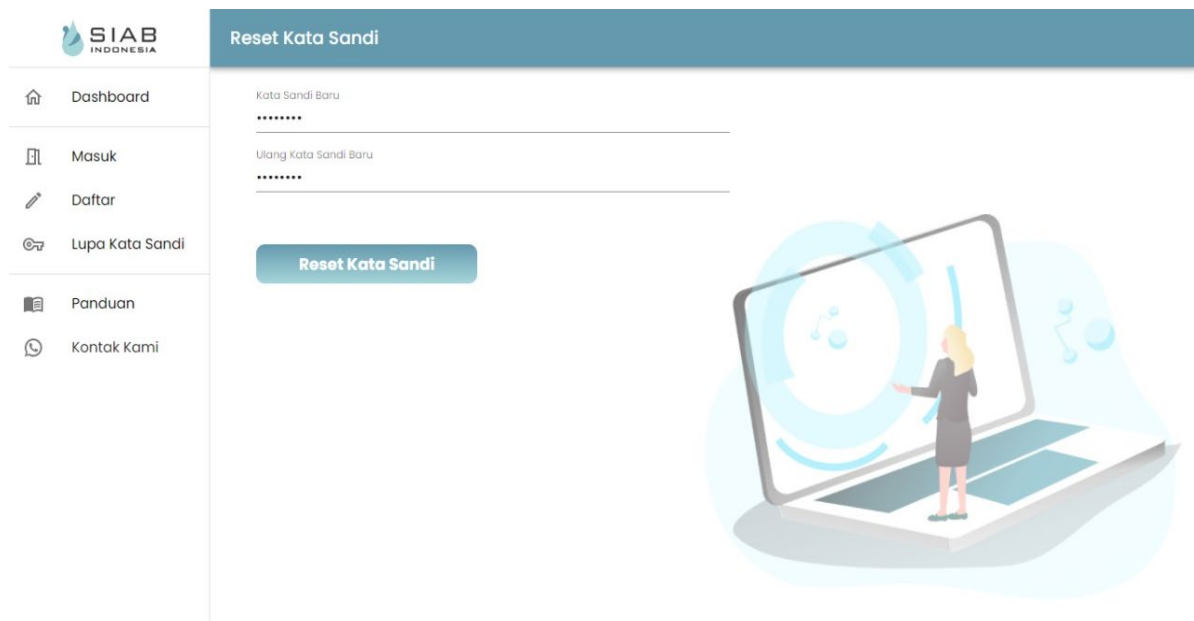 SIAB
INDONESIA
Reset Kata Sandi
Dashboard
Masuk
Daftar
Lupa Kata Sandi
Panduan
Kontak Kami
Kata Sandi Baru
••••••••
Ulang Kata Sandi Baru
••••••••
Reset Kata Sandi